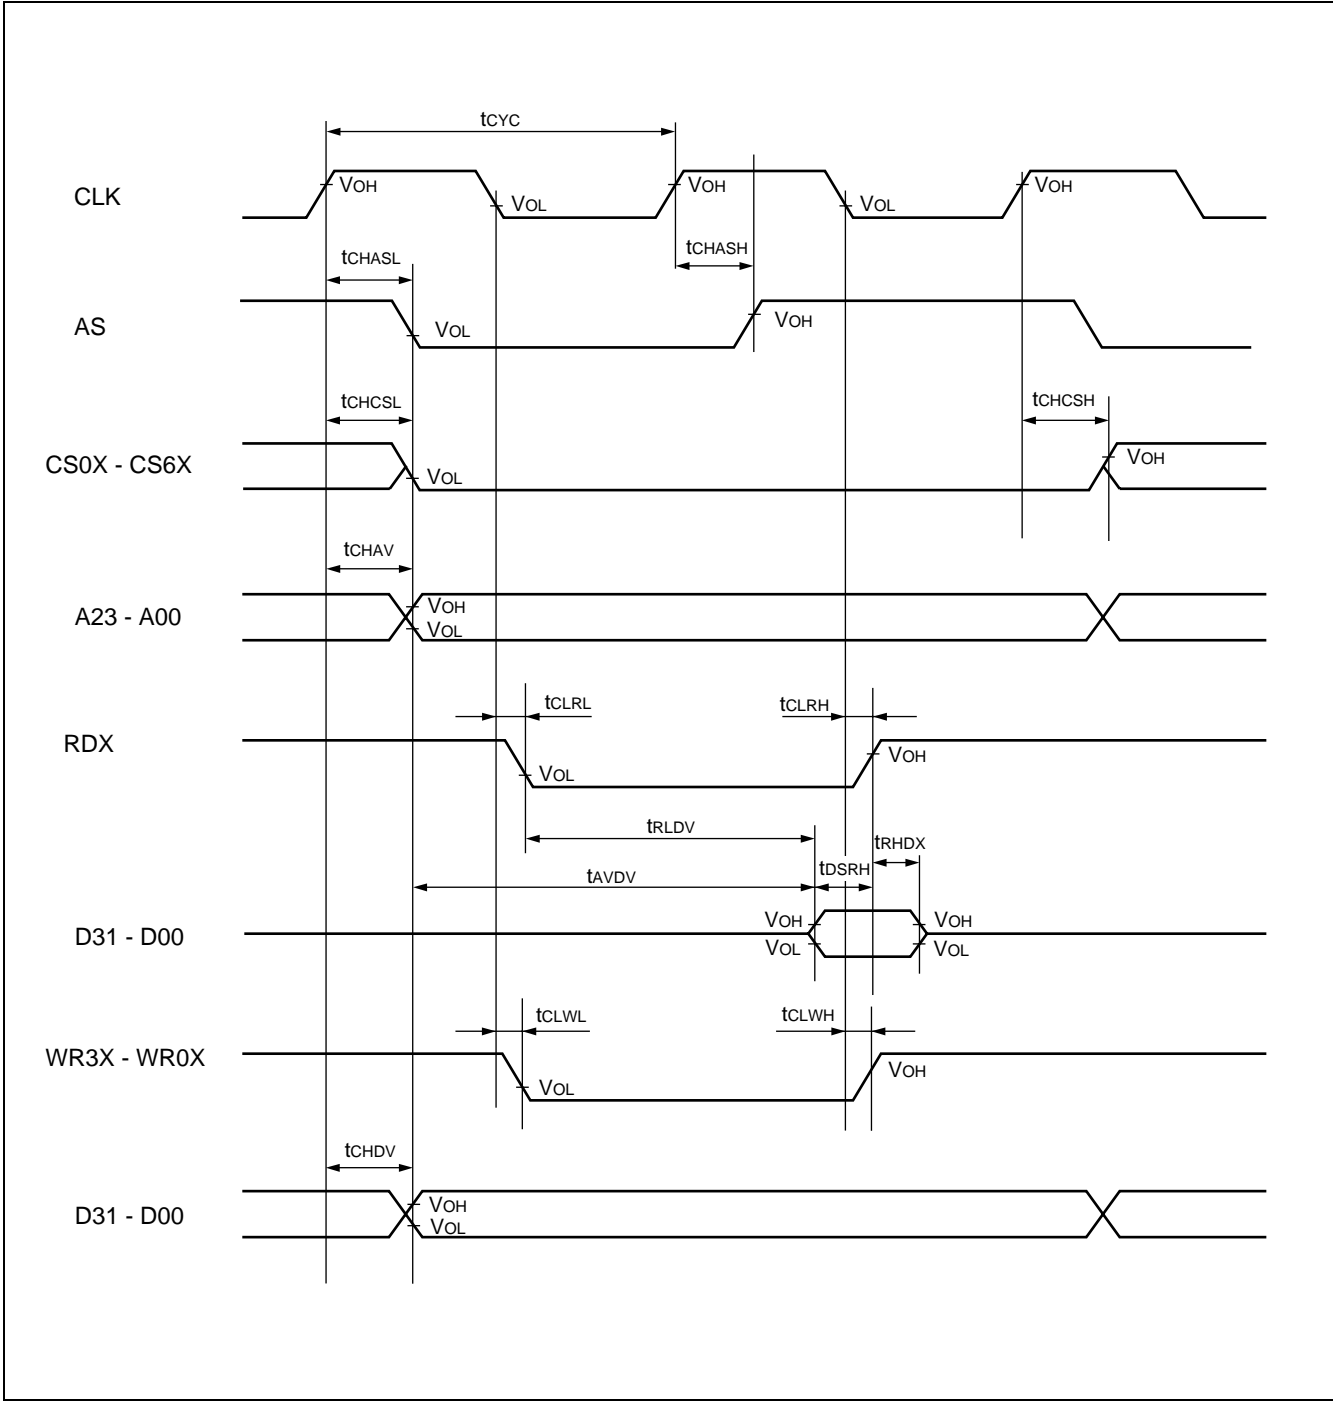 tCYC
CLK
VOH
VOL
VOH
VOL
VOH
tCHASL
tCHASH
AS
VOL
VOH
tCHCSL
tCHCSH
CS0X - CS6X
VOL
VOH
tCHAV
A23 - A00
VOH
VOL
tCLRL
tCLRH
RDX
VOL
VOH
tRLDV
tRHDX
tAVDV
tDSRH
D31 - D00
VOH
VOH
VOL
VOL
tCLWL
tCLWH
WR3X - WR0X
VOL
VOH
tCHDV
D31 - D00
VOH
VOL